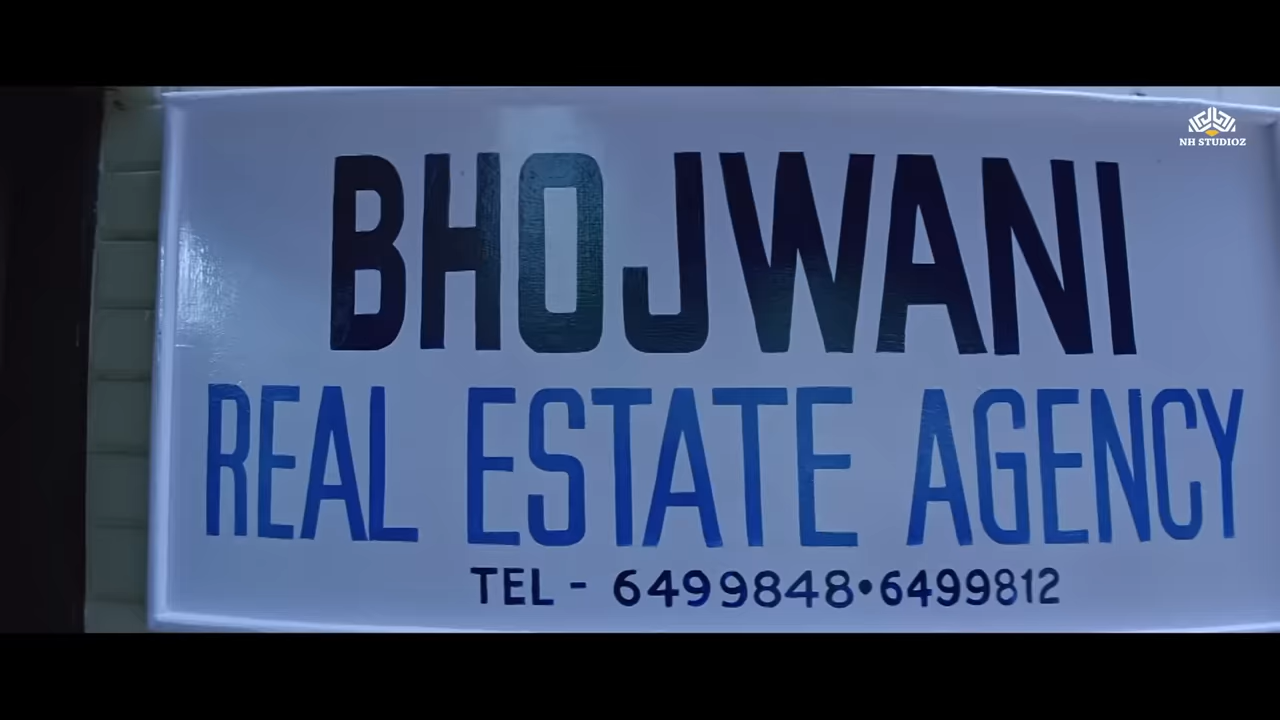 NH STUDIOZ
BHOJWANI
REAL ESTATE AGENCY
TEL - 6499848•6499812